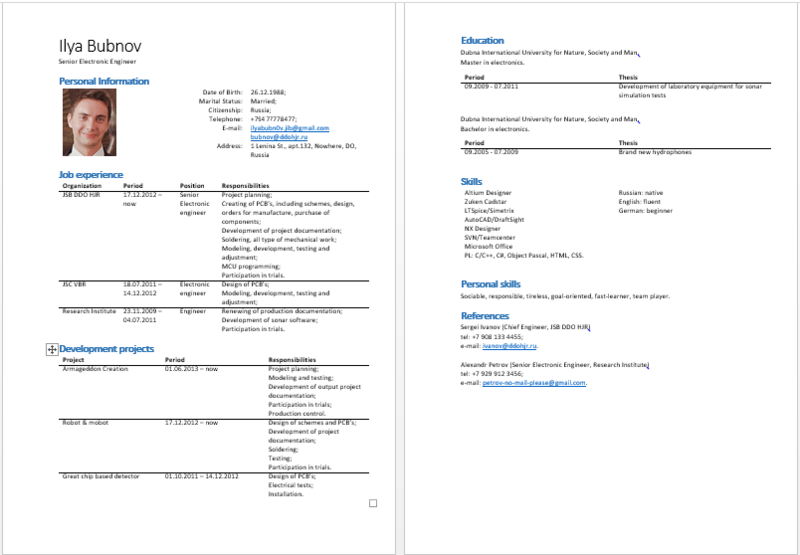 Ilya Bubnov
Senior Electronic Engineer
Personal Information
Date of Birth: 26.12.1988;
Marital Status: Married;
Citizenship: Russia;
Telephone: +794 77778477;
E-mail: ilyabubn0v.jlb@gmail.com
bubnov@ddohjr.ru
Address: 1 Lenina St., apt.132, Nowhere, DO,
Russia
Job experience
Organization Period Position Responsibilities
JSB DDO HJR 17.12.2012 – Senior Project planning;
now Electronic Creating of PCB's, including schemes, design,
engineer orders for manufacture, purchase of
components;
Development of project documentation;
Soldering, all type of mechanical work;
Modeling, development, testing and
adjustment;
MCU programming;
Participation in trials.
JSC VBR 18.07.2011 – Electronic Design of PCB's;
14.12.2012 engineer Modeling, development, testing and
adjustment;
Research Institute 23.11.2009 – Engineer Renewing of production documentation;
04.07.2011 Development of sonar software;
Participation in trials.
Development projects
Project Period Responsibilities
Armageddon Creation 01.06.2013 – now Project planning;
Modeling and testing;
Development of output project
documentation;
Participation in trials;
Production control.
Robot & mobot 17.12.2012 – now Design of schemes and PCB's;
Development of project
documentation;
Soldering;
Testing;
Participation in trials.
Great ship based detector 01.10.2011 – 14.12.2012 Design of PCB's;
Electrical tests;
Installation.
Education
Dubna International University for Nature, Society and Man,
Master in electronics.
Period Thesis
09.2009 - 07.2011 Development of laboratory equipment for sonar
simulation tests
Dubna International University for Nature, Society and Man,
Bachelor in electronics.
Period Thesis
09.2005 - 07.2009 Brand new hydrophones
Skills
Altium Designer Russian: native
Zuken Cadstar English: fluent
LTSpice/Simetrix German: beginner
AutoCAD/DraftSight
NX Designer
SVN/Teamcenter
Microsoft Office
PL: C/C++, C#, Object Pascal, HTML, CSS.
Personal skills
Sociable, responsible, tireless, goal-oriented, fast-learner, team player.
References
Sergei Ivanov (Chief Engineer, JSB DDO HJR)
tel: +7 908 133 4455;
e-mail: ivanov@ddohjr.ru.
Alexandr Petrov (Senior Electronic Engineer, Research Institute)
tel: +7 929 912 3456;
e-mail: petrov-no-mail-please@gmail.com.